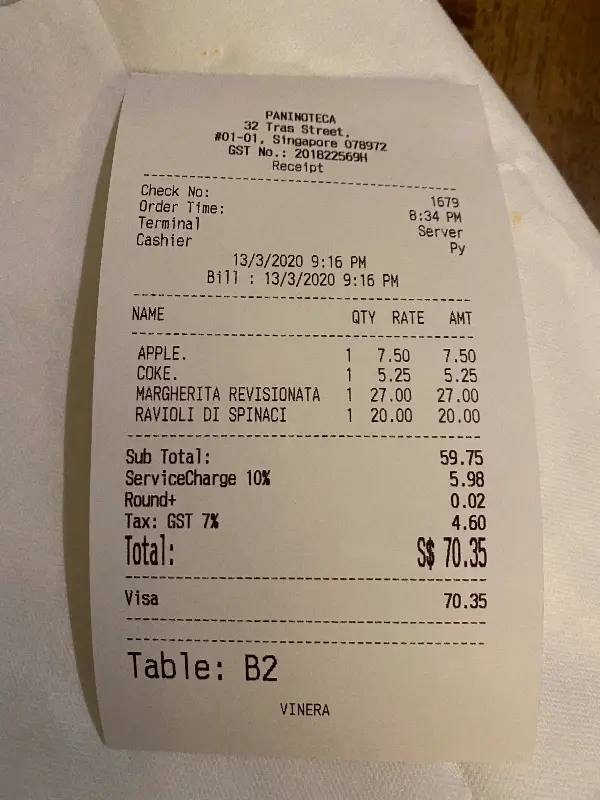 PANINOTECA
32 Tras Street,
#01-01, Singapore 078972
GST No.: 201822569H
Receipt
Check No: 1679
Order Time: 8:34 PM
Terminal Server
Cashier Py
13/3/2020 9:16 PM
Bill : 13/3/2020 9:16 PM
NAME QTY RATE AMT
APPLE. 1 7.50 7.50
COKE. 1 5.25 5.25
MARGHERITA REVISIONATA 1 27.00 27.00
RAVIOLI DI SPINACI 1 20.00 20.00
Sub Total: 59.75
ServiceCharge 10% 5.98
Round+ 0.02
Tax: GST 7% 4.60
Total: S$ 70.35
Visa 70.35
Table: B2
VINERA